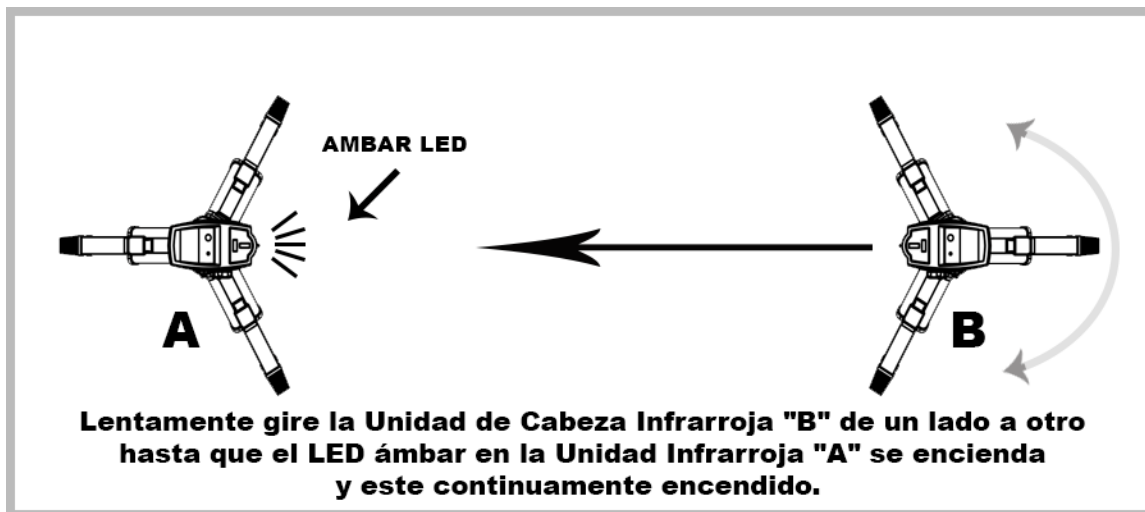 AMBAR LED
A
B
Lentamente gire la Unidad de Cabeza Infrarroja "B" de un lado a otro
hasta que el LED ámbar en la Unidad Infrarroja "A" se encienda
y este continuamente encendido.